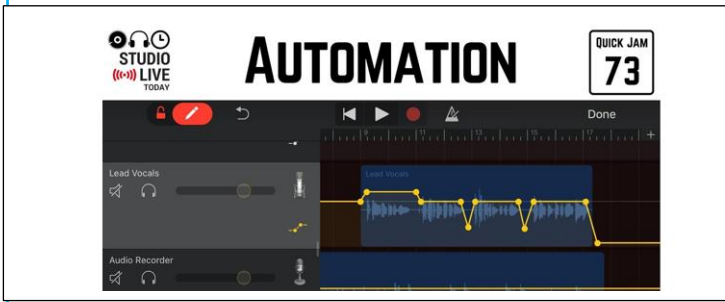 STUDIO
LIVE
TODAY
AUTOMATION
QUICK JAM
73
Done
9 11 13 15 17
Lead Vocals
Lead Vocals
Audio Recorder